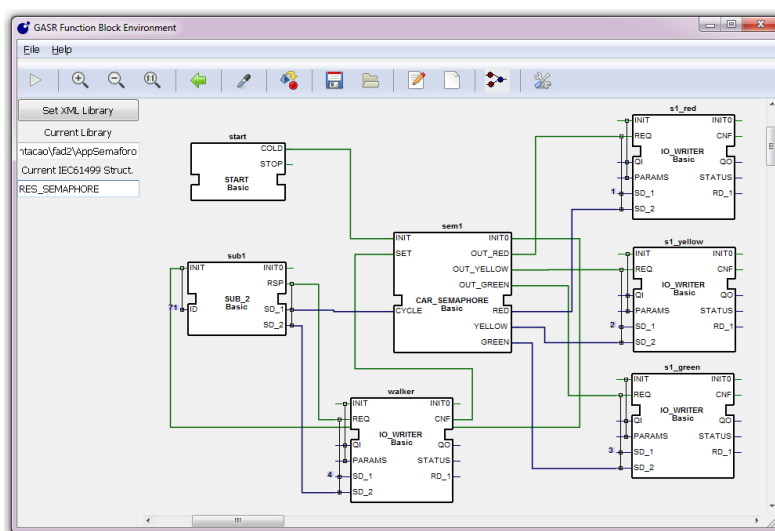 GASR Function Block Environment
File Help
Set XML Library
Current Library
ntacao\fad2\AppSemaforo
Current IEC61499 Struct.
RES_SEMAPHORE
start
COLD
STOP
START
Basic
sub1
INIT INIT0
RSP
SUB_2
Basic
71 ID SD_1
SD_2
sem1
INIT INIT0
SET OUT_RED
OUT_YELLOW
OUT_GREEN
CAR_SEMAPHORE
Basic
CYCLE RED
YELLOW
GREEN
walker
INIT INIT0
REQ CNF
IO_WRITER
Basic
QI QO
PARAMS STATUS
4 SD_1 RD_1
SD_2
s1_red
INIT INIT0
REQ CNF
IO_WRITER
Basic
QI QO
PARAMS STATUS
1 SD_1 RD_1
SD_2
s1_yellow
INIT INIT0
REQ CNF
IO_WRITER
Basic
QI QO
PARAMS STATUS
2 SD_1 RD_1
SD_2
s1_green
INIT INIT0
REQ CNF
IO_WRITER
Basic
QI QO
PARAMS STATUS
3 SD_1 RD_1
SD_2